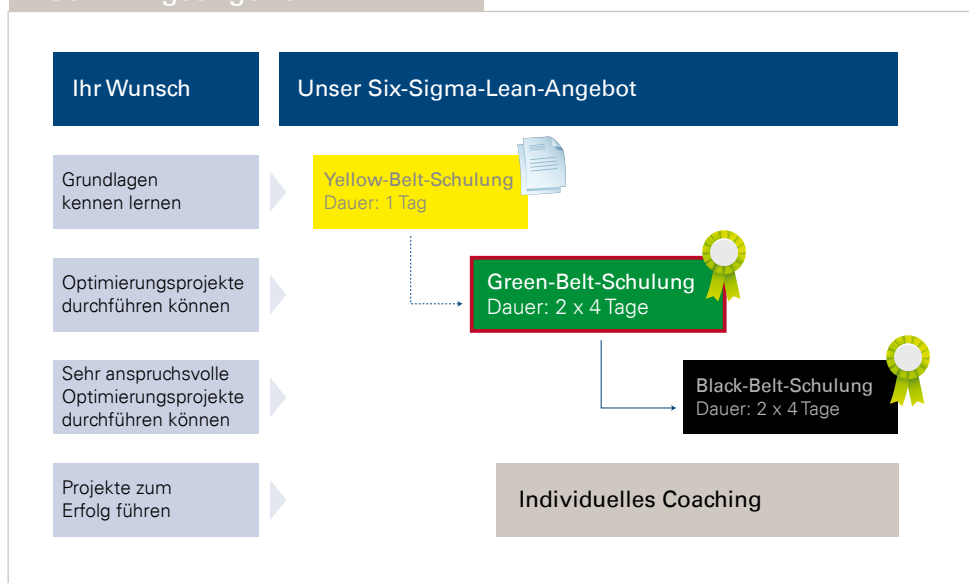 Ihr Wunsch
Unser Six-Sigma-Lean-Angebot
Grundlagen
kennen lernen
Yellow-Belt-Schulung
Dauer: 1 Tag
Optimierungsprojekte
durchführen können
Green-Belt-Schulung
Dauer: 2 x 4 Tage
Sehr anspruchsvolle
Optimierungsprojekte
durchführen können
Black-Belt-Schulung
Dauer: 2 x 4 Tage
Projekte zum
Erfolg führen
Individuelles Coaching